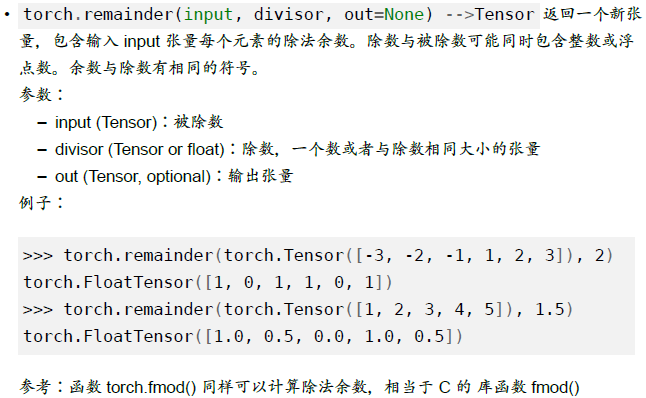 • torch.remainder(input, divisor, out=None) -->Tensor 返回一个新张
量，包含输入 input 张量每个元素的除法余数。除数与被除数可能同时包含整数或浮
点数。余数与除数有相同的符号。
参数：
– input (Tensor)：被除数
– divisor (Tensor or float)：除数，一个数或者与除数相同大小的张量
– out (Tensor, optional)：输出张量
例子：
>>> torch.remainder(torch.Tensor([-3, -2, -1, 1, 2, 3]), 2)
torch.FloatTensor([1, 0, 1, 1, 0, 1])
>>> torch.remainder(torch.Tensor([1, 2, 3, 4, 5]), 1.5)
torch.FloatTensor([1.0, 0.5, 0.0, 1.0, 0.5])
参考：函数 torch.fmod() 同样可以计算除法余数，相当于 C 的 库函数 fmod()